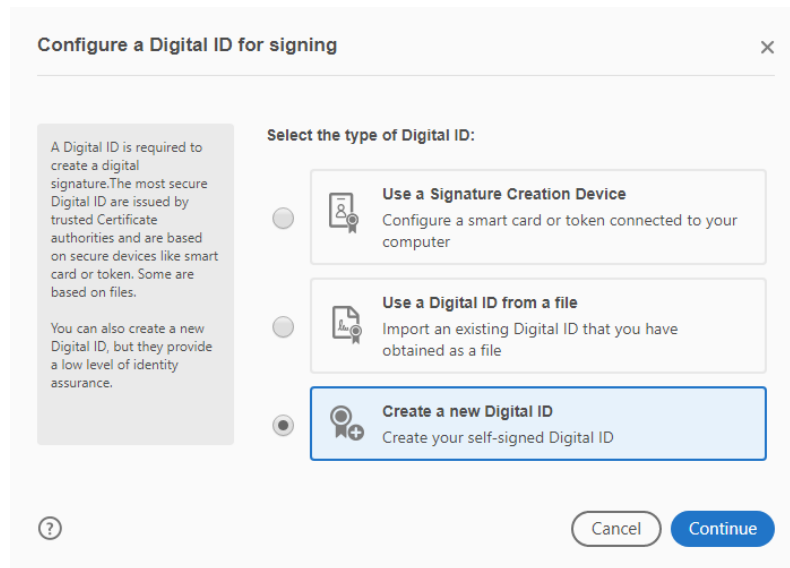 Configure a Digital ID for signing
A Digital ID is required to
create a digital
signature.The most secure
Digital ID are issued by
trusted Certificate
authorities and are based
on secure devices like smart
card or token. Some are
based on files.
You can also create a new
Digital ID, but they provide
a low level of identity
assurance.
Select the type of Digital ID:
Use a Signature Creation Device
Configure a smart card or token connected to your
computer
Use a Digital ID from a file
Import an existing Digital ID that you have
obtained as a file
Create a new Digital ID
Create your self-signed Digital ID
?
Cancel
Continue